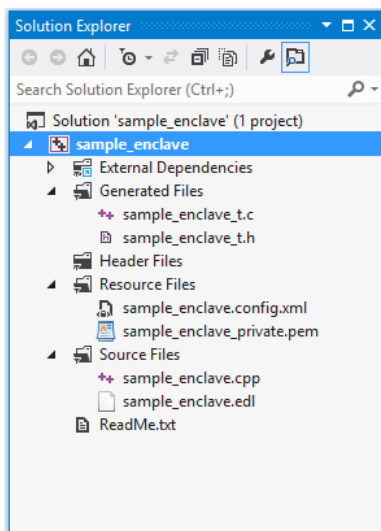 Solution Explorer
Search Solution Explorer (Ctrl+;)
Solution 'sample_enclave' (1 project)
sample_enclave
External Dependencies
Generated Files
sample_enclave_t.c
sample_enclave_t.h
Header Files
Resource Files
sample_enclave.config.xml
sample_enclave_private.pem
Source Files
sample_enclave.cpp
sample_enclave.edl
ReadMe.txt